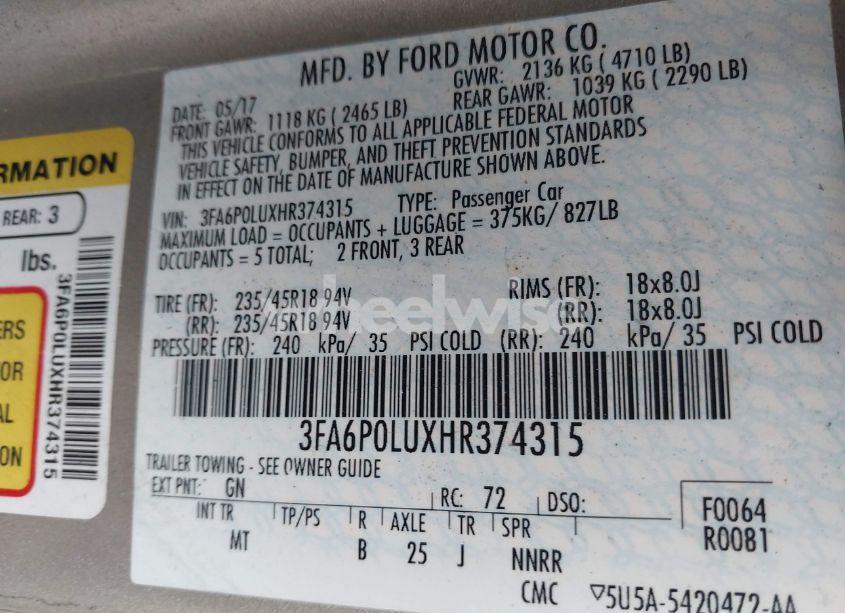 MFD. BY FORD MOTOR CO.
DATE: 05/17 GVWR: 2136 KG ( 4710 LB)
FRONT GAWR: 1118 KG ( 2465 LB) REAR GAWR: 1039 KG ( 2290 LB)
THIS VEHICLE CONFORMS TO ALL APPLICABLE FEDERAL MOTOR
VEHICLE SAFETY, BUMPER, AND THEFT PREVENTION STANDARDS
IN EFFECT ON THE DATE OF MANUFACTURE SHOWN ABOVE.
VIN: 3FA6P0LUXHR374315 TYPE: Passenger Car
MAXIMUM LOAD = OCCUPANTS + LUGGAGE = 375KG/ 827LB
OCCUPANTS = 5 TOTAL; 2 FRONT, 3 REAR
TIRE (FR): 235/45R18 94V RIMS (FR): 18x8.0J
(RR): 235/45R18 94V (RR): 18x8.0J
PRESSURE (FR): 240 kPa/ 35 PSI COLD (RR): 240 kPa/ 35 PSI COLD
3FA6P0LUXHR374315
TRAILER TOWING - SEE OWNER GUIDE
EXT PNT: GN RC: 72 DSO: F0064
INT TR TP/PS R AXLE TR SPR R0081
MT B 25 J NNRR
CMC 5U5A-5420472-AA
RMATION
REAR: 3
lbs.
3FA6P0LUXHR374315
ERS
OR
AL
ON
wheelwise